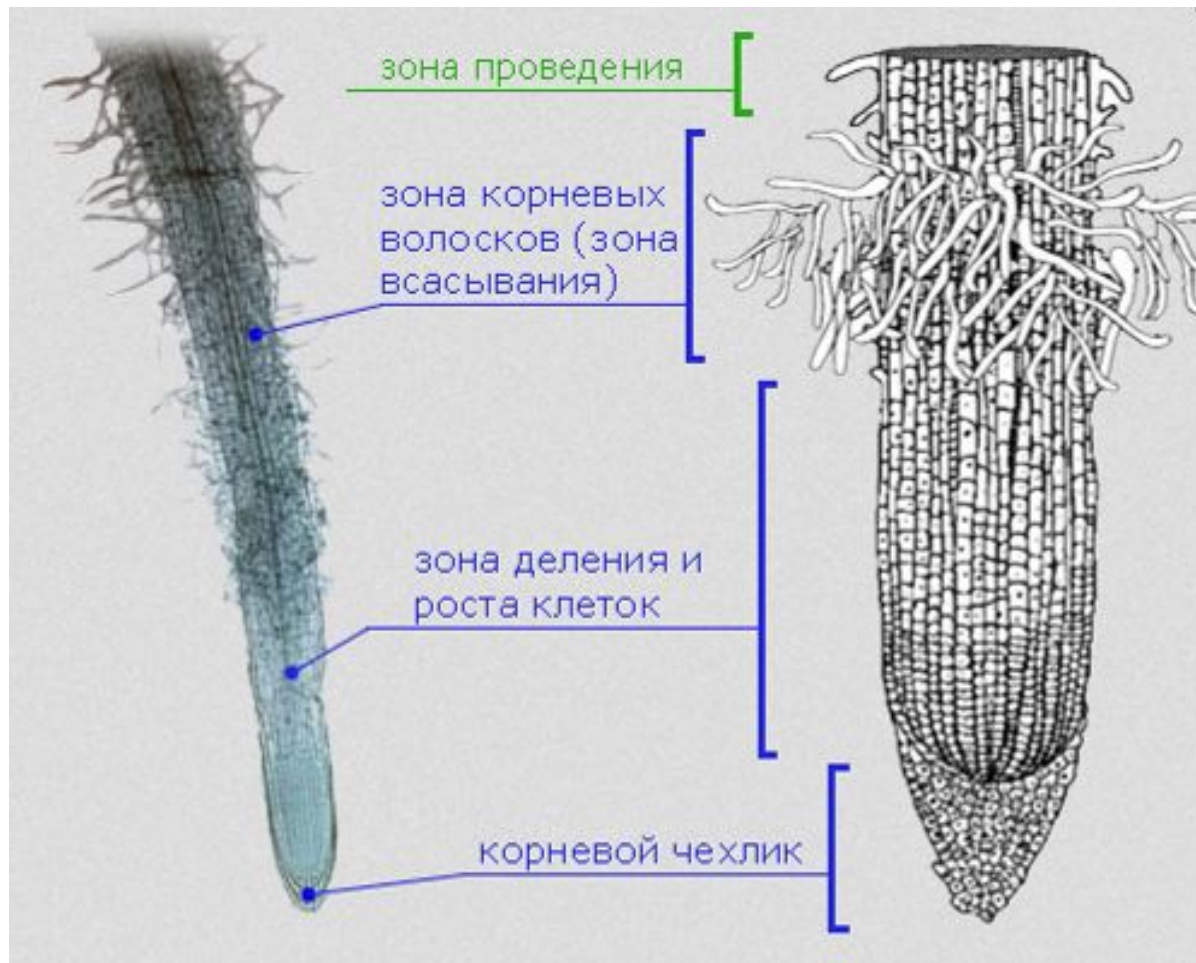 зона проведения
зона корневых
волосков (зона
всасывания)
зона деления и
роста клеток
корневой чехлик